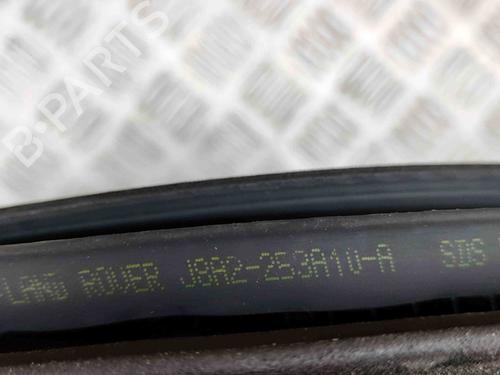 B-PARTS
LAND ROVER J8A2-253A10-A SDS